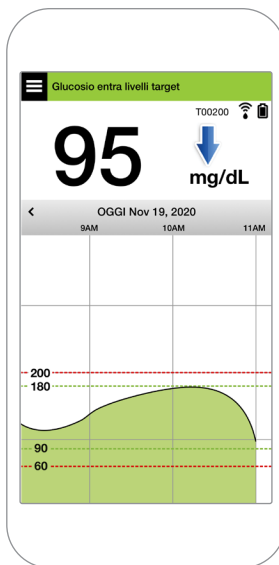 Glucosio entra livelli target
T00200
95
mg/dL
OGGI Nov 19, 2020
9AM 10AM 11AM
200
180
90
60